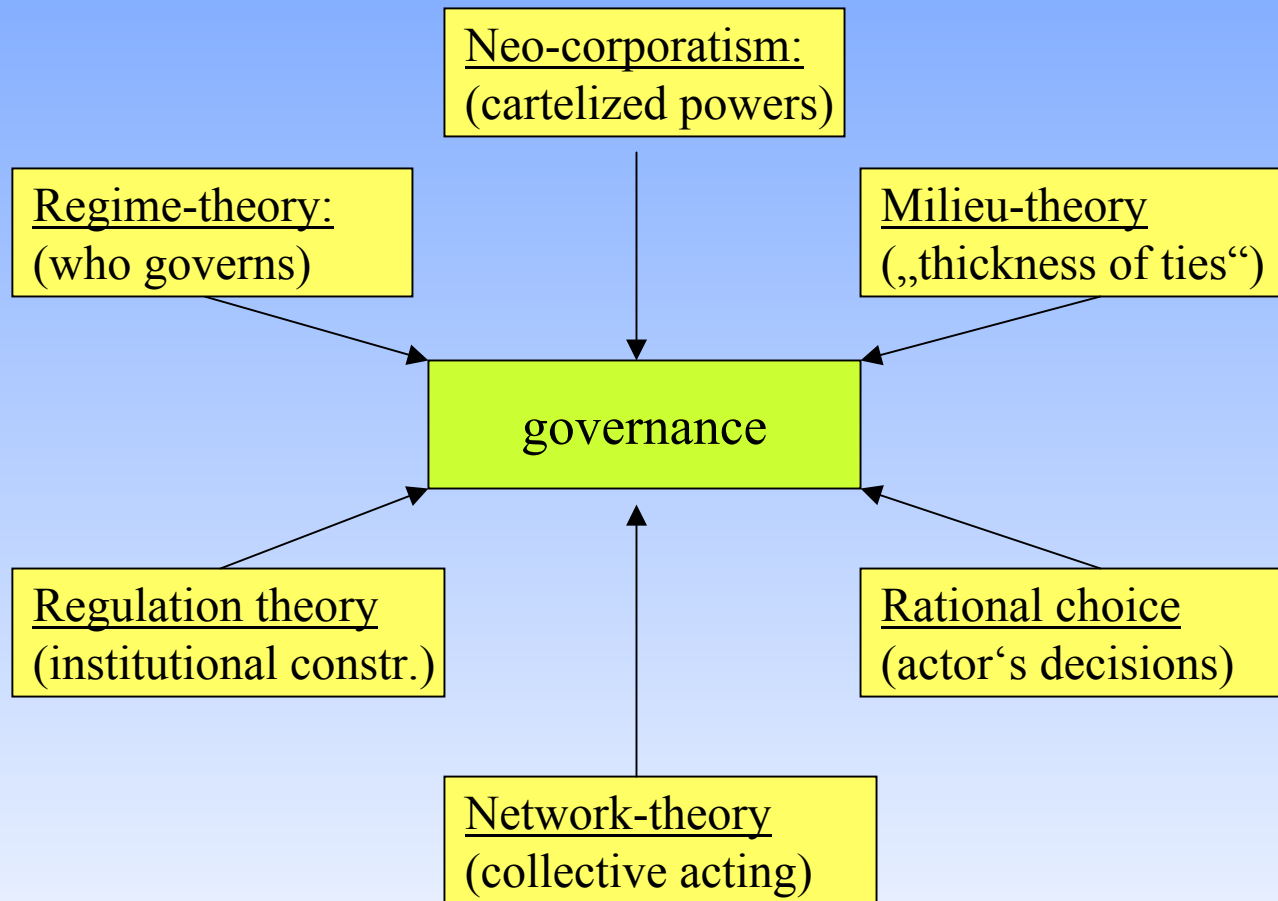 Neo-corporatism:
(cartelized powers)
Regime-theory:
(who governs)
Milieu-theory
(„thickness of ties“)
governance
Regulation theory
(institutional constr.)
Rational choice
(actor‘s decisions)
Network-theory
(collective acting)